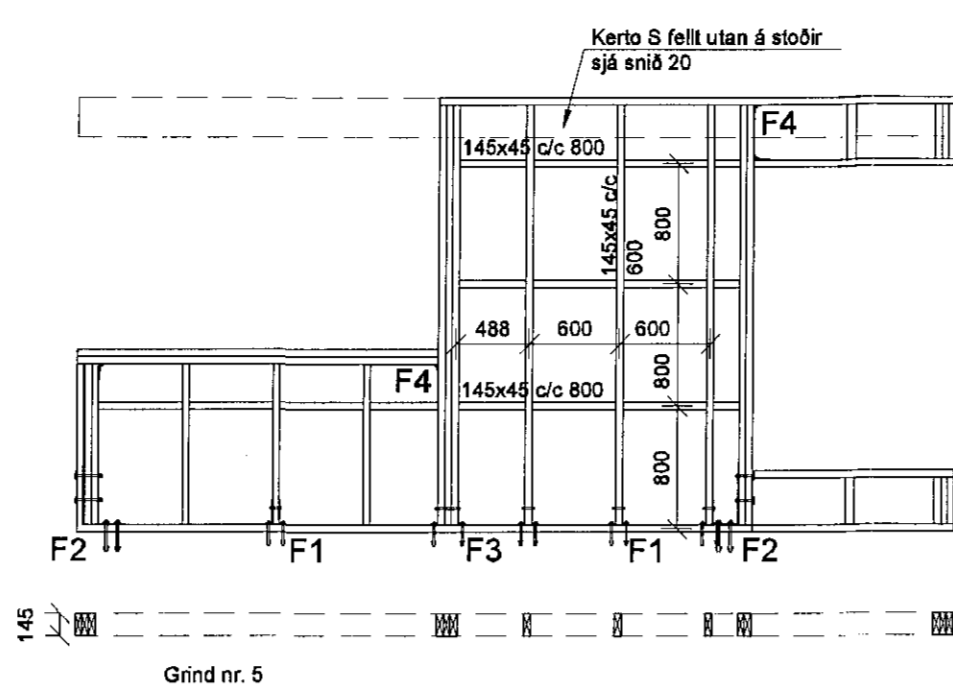 Kerto S fellt utan á stoðir
sjá snið 20
F4
145x45 c/c 800
145x45 c/c
600
800
800
488
600
600
800
F4
145x45 c/c 800
800
F2
F1
F3
F1
F2
145
Grind nr. 5